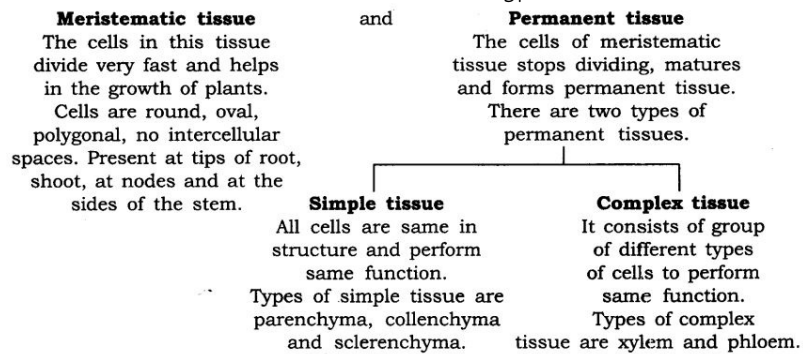 Meristematic tissue and Permanent tissue
The cells in this tissue
divide very fast and helps
in the growth of plants.
Cells are round, oval,
polygonal, no intercellular
spaces. Present at tips of root,
shoot, at nodes and at the
sides of the stem.
The cells of meristematic
tissue stops dividing, matures
and forms permanent tissue.
There are two types of
permanent tissues.
Simple tissue
All cells are same in
structure and perform
same function.
Types of simple tissue are
parenchyma, collenchyma
and sclerenchyma.
Complex tissue
It consists of group
of different types
of cells to perform
same function.
Types of complex
tissue are xylem and phloem.